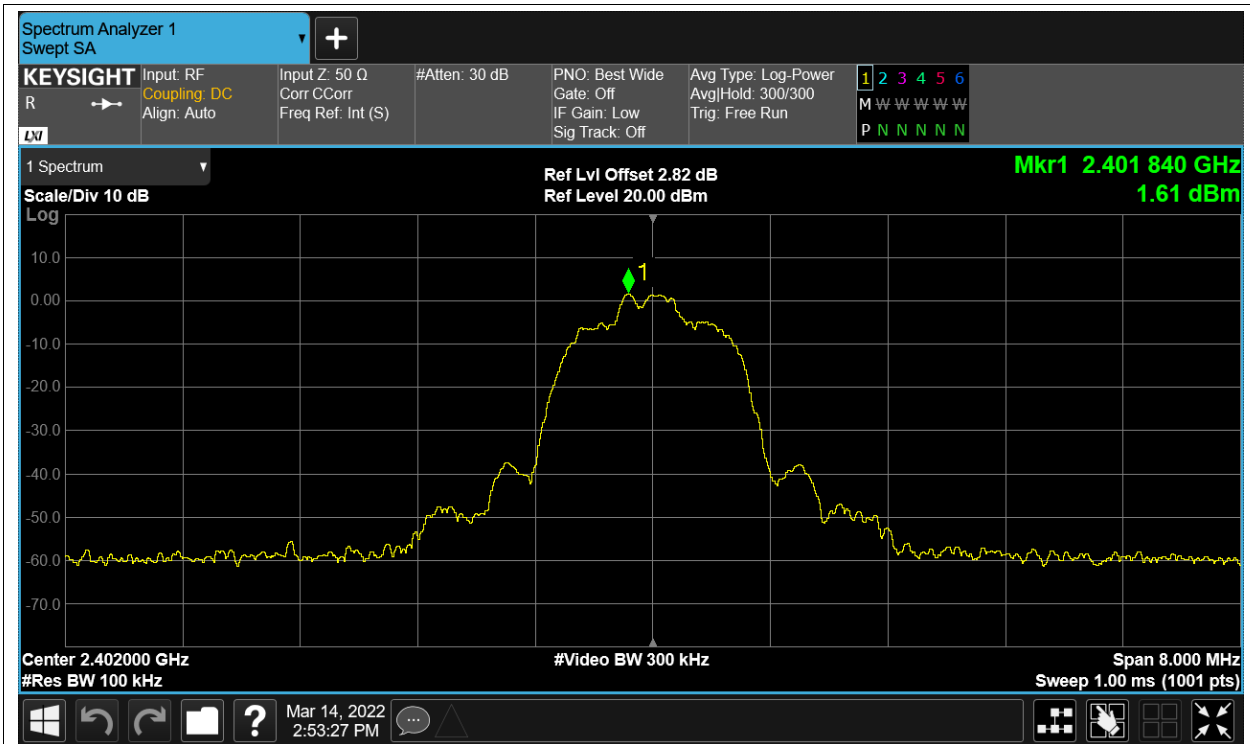 Spectrum Analyzer 1
Swept SA
KEYSIGHT
R
LXI
Input: RF
Coupling: DC
Align: Auto
Input Z: 50 Ω
Corr CCorr
Freq Ref: Int (S)
#Atten: 30 dB
PNO: Best Wide
Gate: Off
IF Gain: Low
Sig Track: Off
Avg Type: Log-Power
Avg|Hold: 300/300
Trig: Free Run
1 2 3 4 5 6
M W W W W W
P N N N N N
1 Spectrum
Scale/Div 10 dB
Log
Ref Lvl Offset 2.82 dB
Ref Level 20.00 dBm
Mkr1 2.401 840 GHz
1.61 dBm
1
10.0
0.00
-10.0
-20.0
-30.0
-40.0
-50.0
-60.0
-70.0
Center 2.402000 GHz
#Res BW 100 kHz
#Video BW 300 kHz
Span 8.000 MHz
Sweep 1.00 ms (1001 pts)
?
Mar 14, 2022
2:53:27 PM